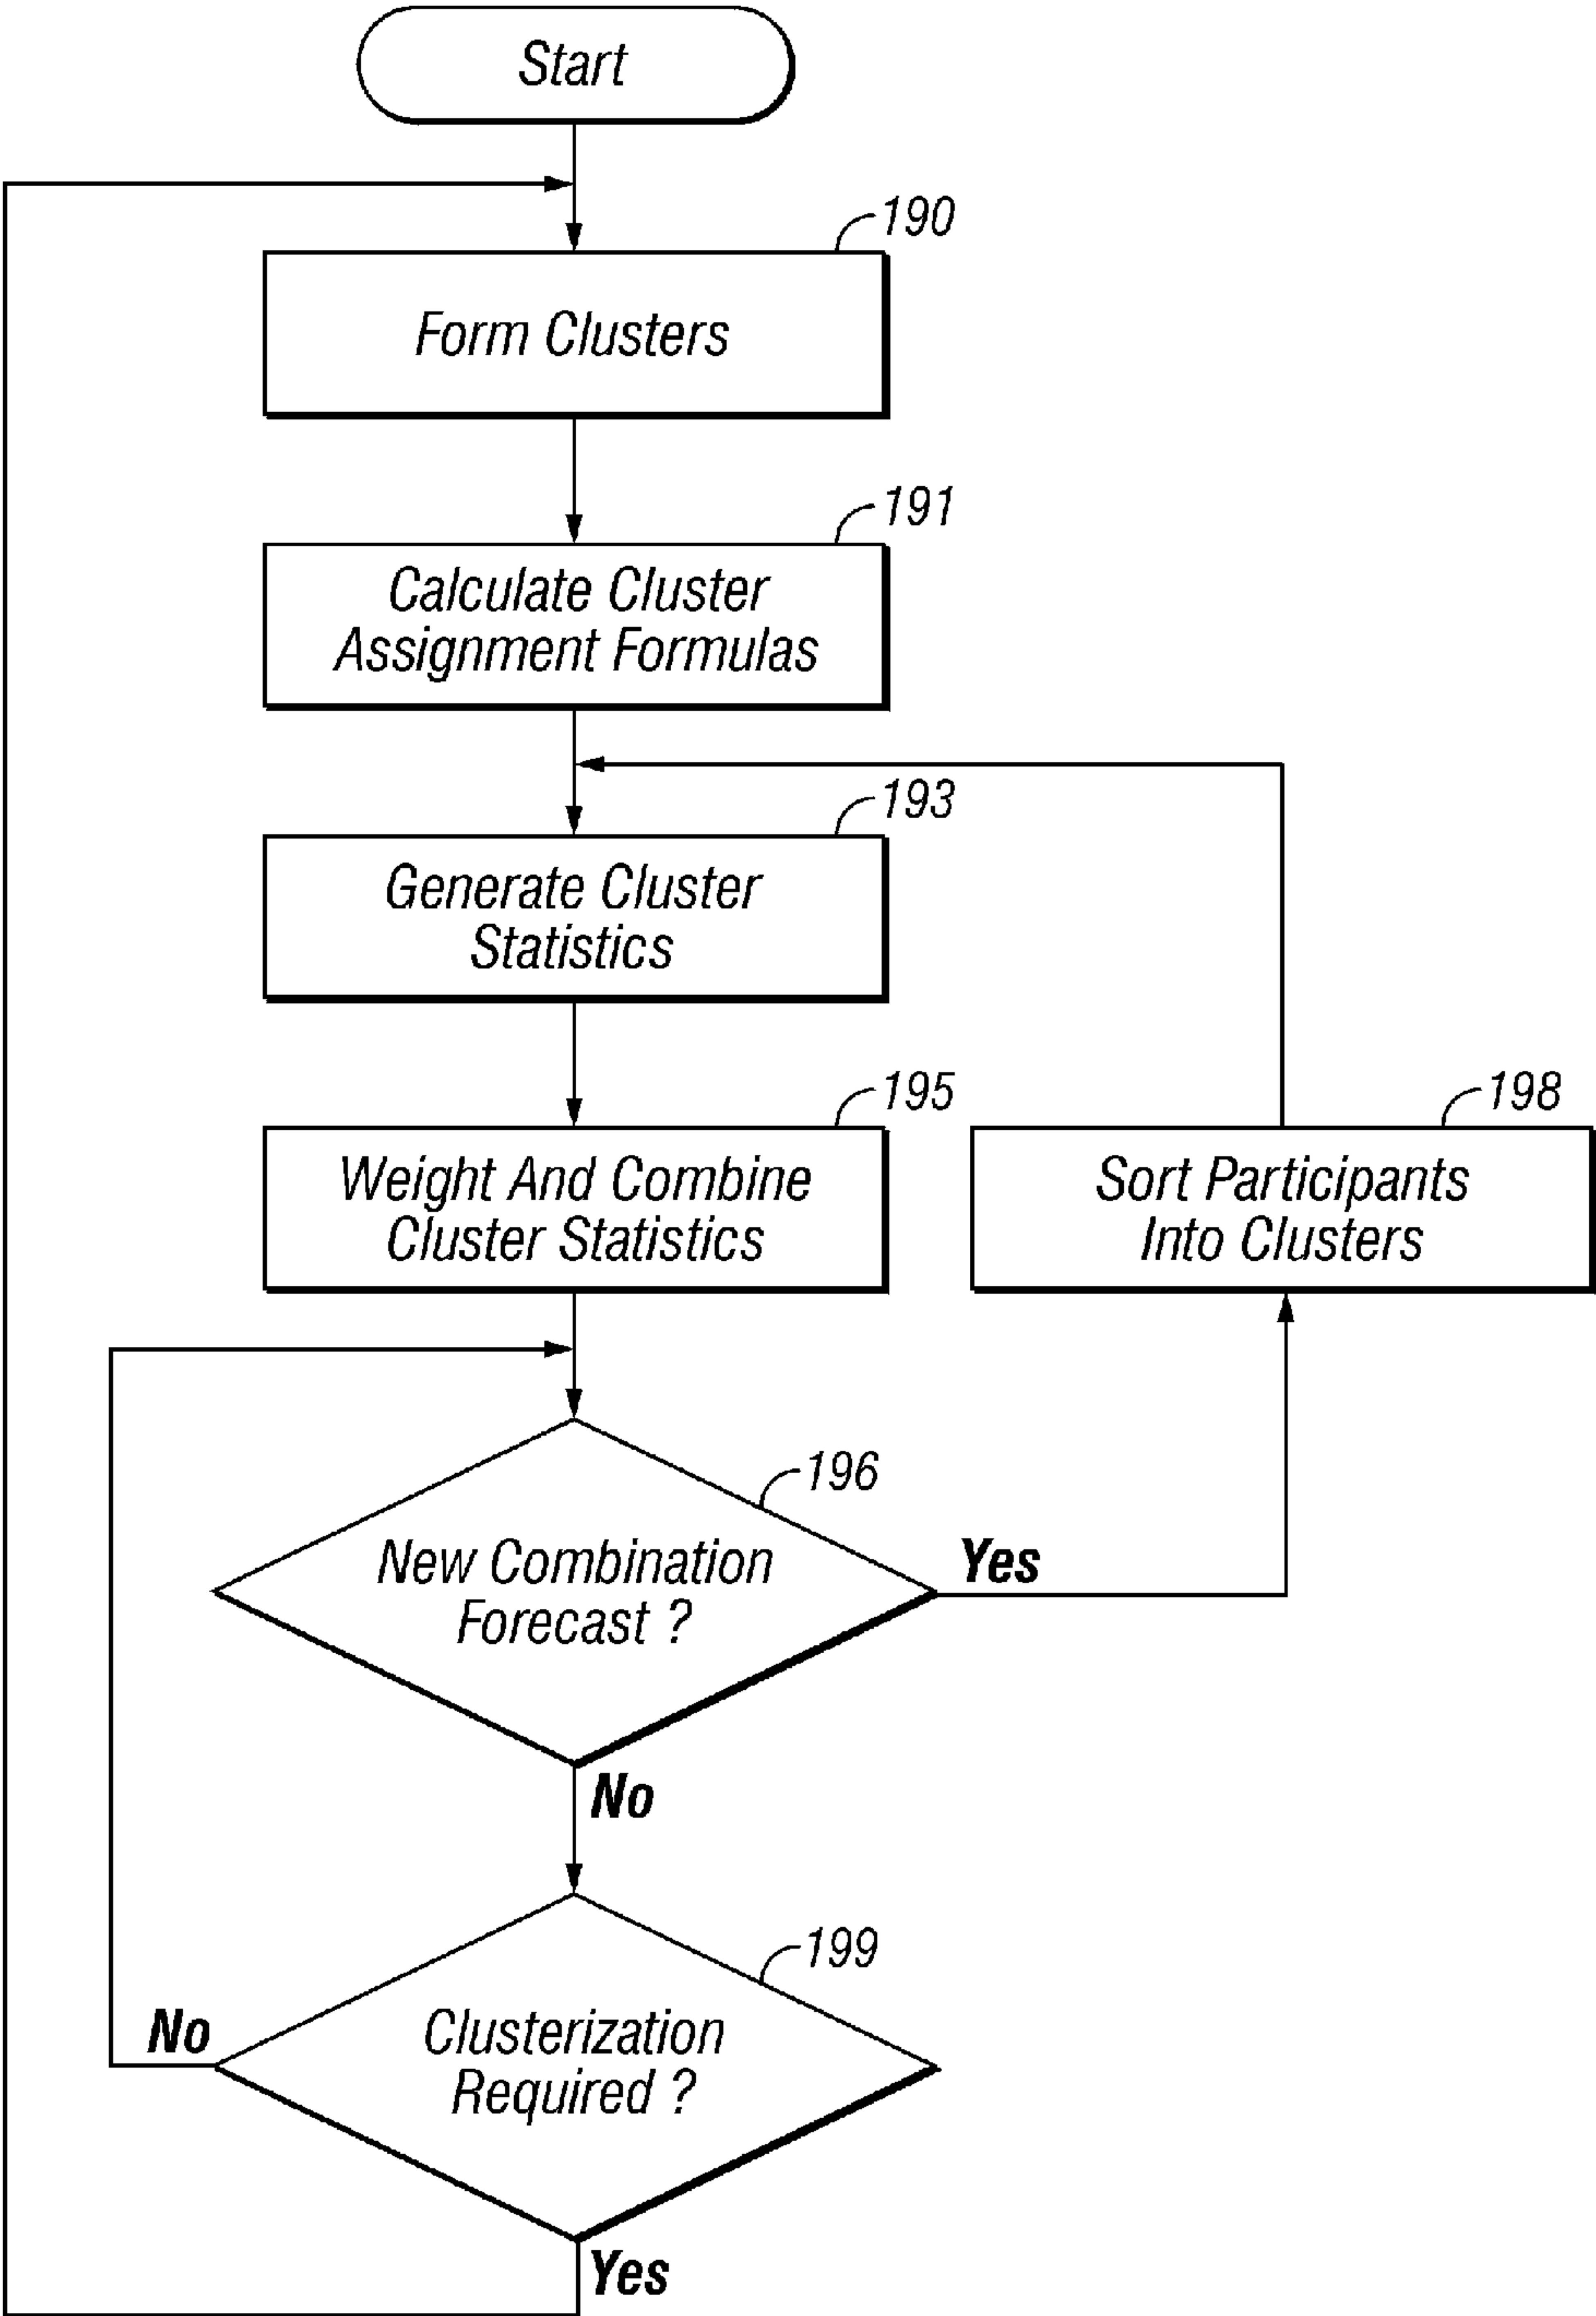 Start
190
Form Clusters
191
Calculate Cluster
Assignment Formulas
193
Generate Cluster
Statistics
195
Weight And Combine
Cluster Statistics
198
Sort Participants
Into Clusters
196
New Combination
Forecast ?
Yes
No
199
Clusterization
Required ?
No
Yes